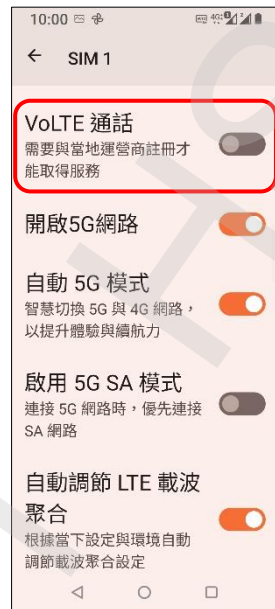 10:00
SIM 1
VoLTE 通話
需要與當地運營商註冊才
能取得服務
開啟5G網路
自動 5G 模式
智慧切換 5G 與 4G 網路，
以提升體驗與續航力
啟用 5G SA 模式
連接 5G 網路時，優先連接
SA 網路
自動調節 LTE 載波
聚合
根據當下設定與環境自動
調節載波聚合設定